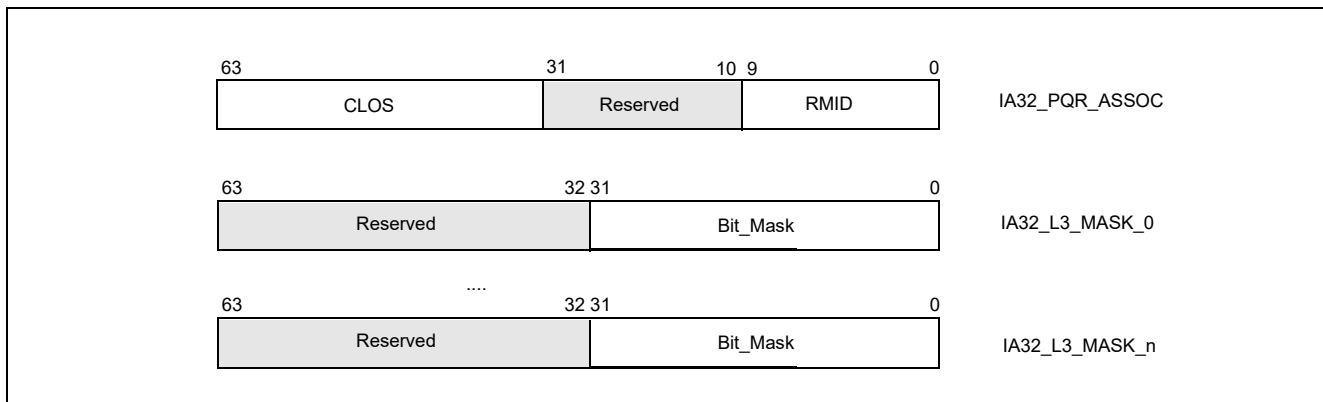 63 31 10 9 0
CLOS Reserved RMID IA32_PQR_ASSOC
63 32 31 0
Reserved Bit_Mask IA32_L3_MASK_0
....
63 32 31 0
Reserved Bit_Mask IA32_L3_MASK_n